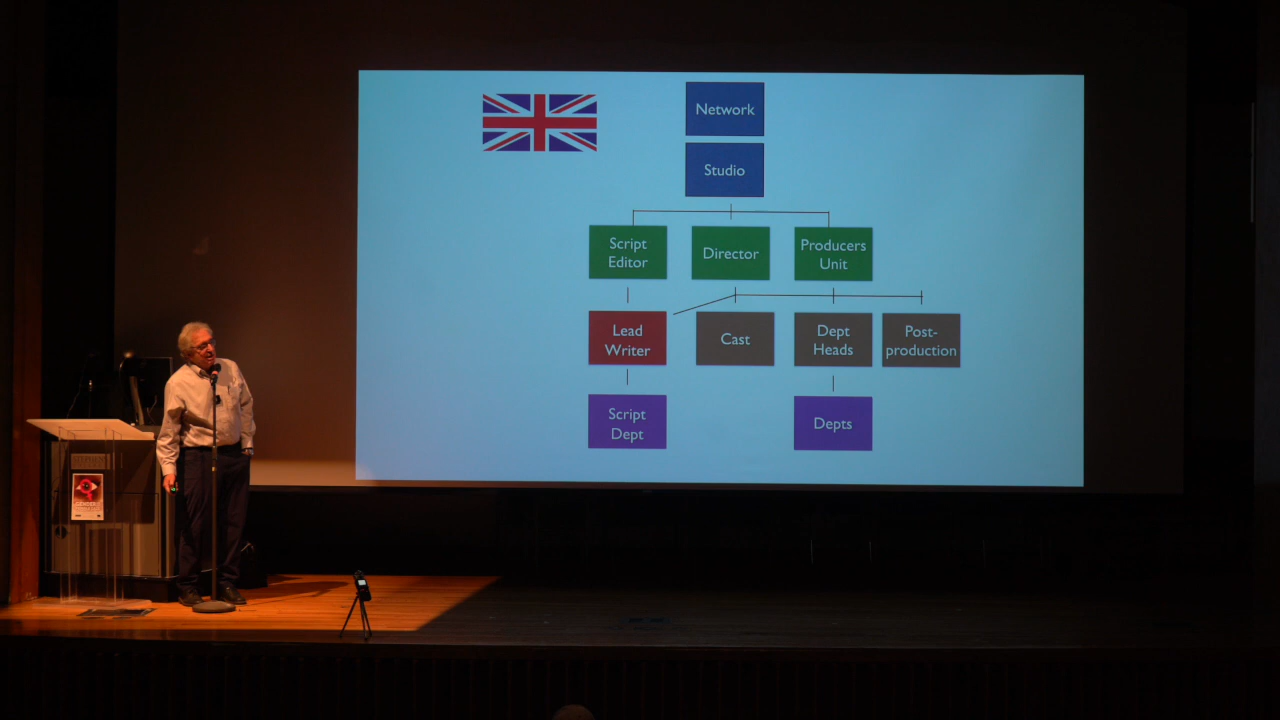 Network
Studio
Script
Editor
Director
Producers
Unit
Lead
Writer
Cast
Dept
Heads
Post-
production
Script
Dept
Depts